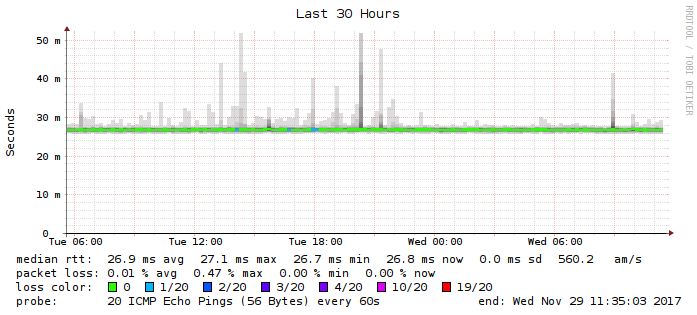 Last 30 Hours
RRDTOOL / TOBI OETIKER
Seconds
50 m
40 m
30 m
20 m
10 m
0
Tue 06:00 Tue 12:00 Tue 18:00 Wed 00:00 Wed 06:00
median rtt: 26.9 ms avg 27.1 ms max 26.7 ms min 26.8 ms now 0.0 ms sd 560.2 am/s
packet loss: 0.01 % avg 0.47 % max 0.00 % min 0.00 % now
loss color: 0 1/20 2/20 3/20 4/20 10/20 19/20
probe: 20 ICMP Echo Pings (56 Bytes) every 60s end: Wed Nov 29 11:35:03 2017